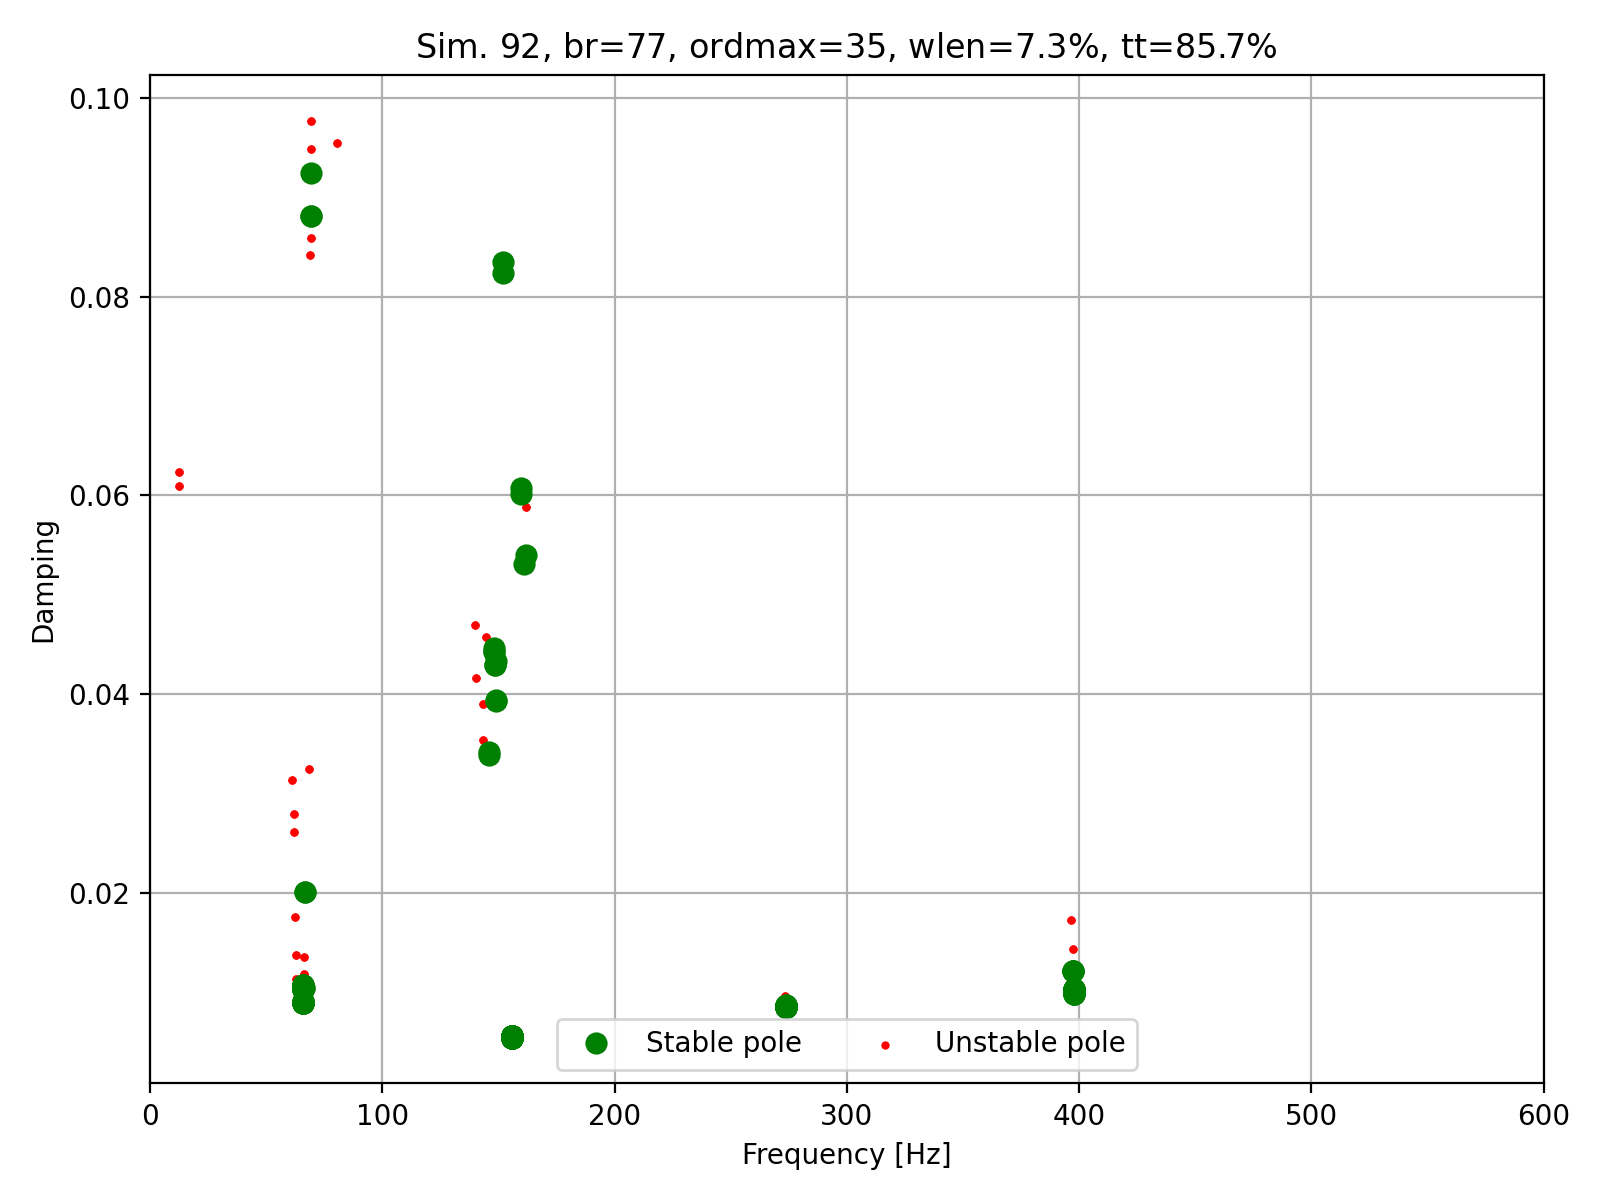 Sim. 92, br=77, ordmax=35, wlen=7.3%, tt=85.7%
0.10
0.08
0.06
0.04
0.02
Damping
Stable pole
Unstable pole
0
100
200
300
400
500
600
Frequency [Hz]